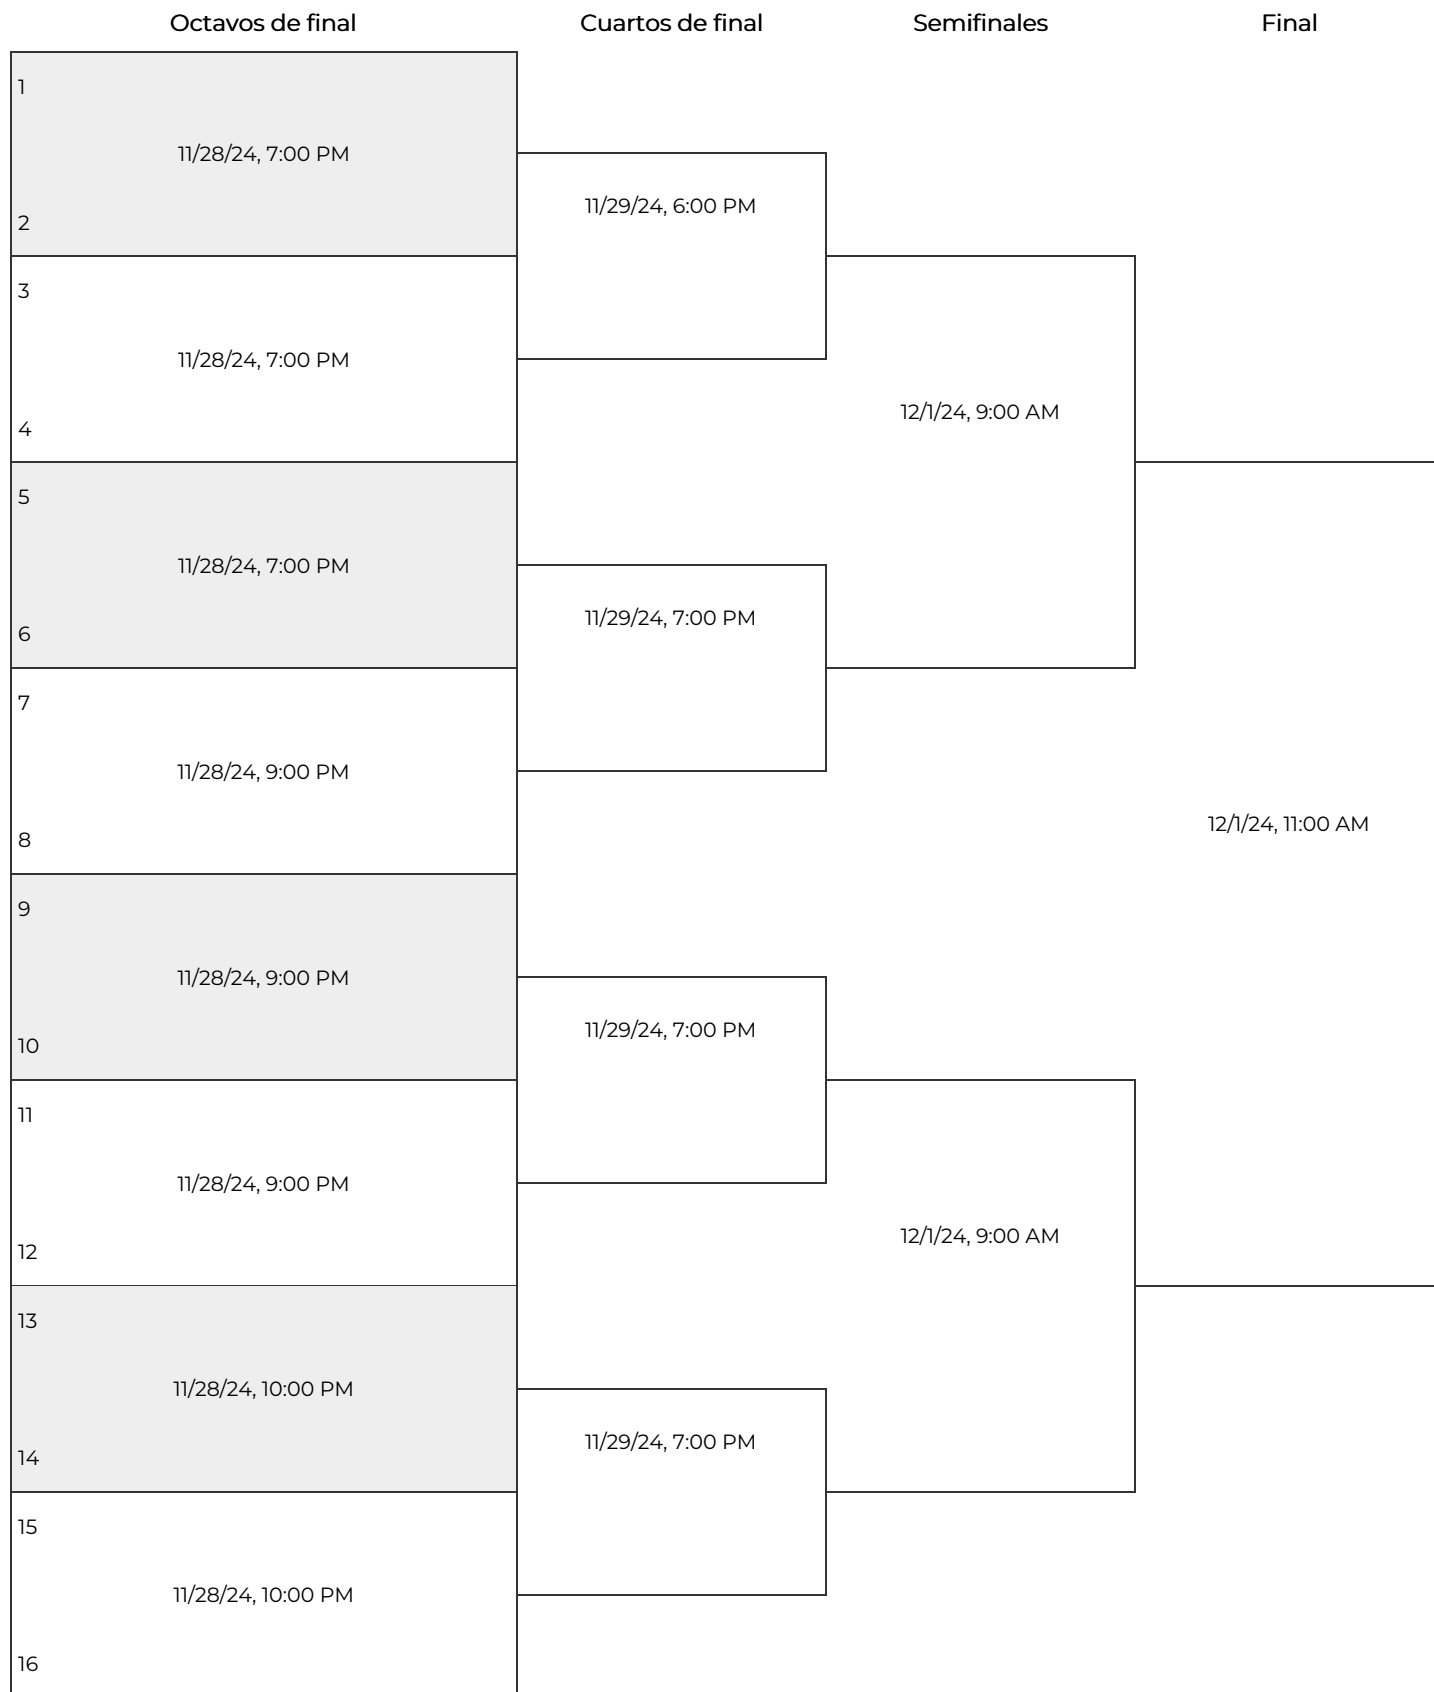 Octavos de final
Cuartos de final
Semifinales
Final
1
11/28/24, 7:00 PM
2
3
11/28/24, 7:00 PM
4
5
11/28/24, 7:00 PM
6
7
11/28/24, 9:00 PM
8
9
11/28/24, 9:00 PM
10
11
11/28/24, 9:00 PM
12
13
11/28/24, 10:00 PM
14
15
11/28/24, 10:00 PM
16
11/29/24, 6:00 PM
11/29/24, 7:00 PM
11/29/24, 7:00 PM
11/29/24, 7:00 PM
12/1/24, 9:00 AM
12/1/24, 9:00 AM
12/1/24, 11:00 AM